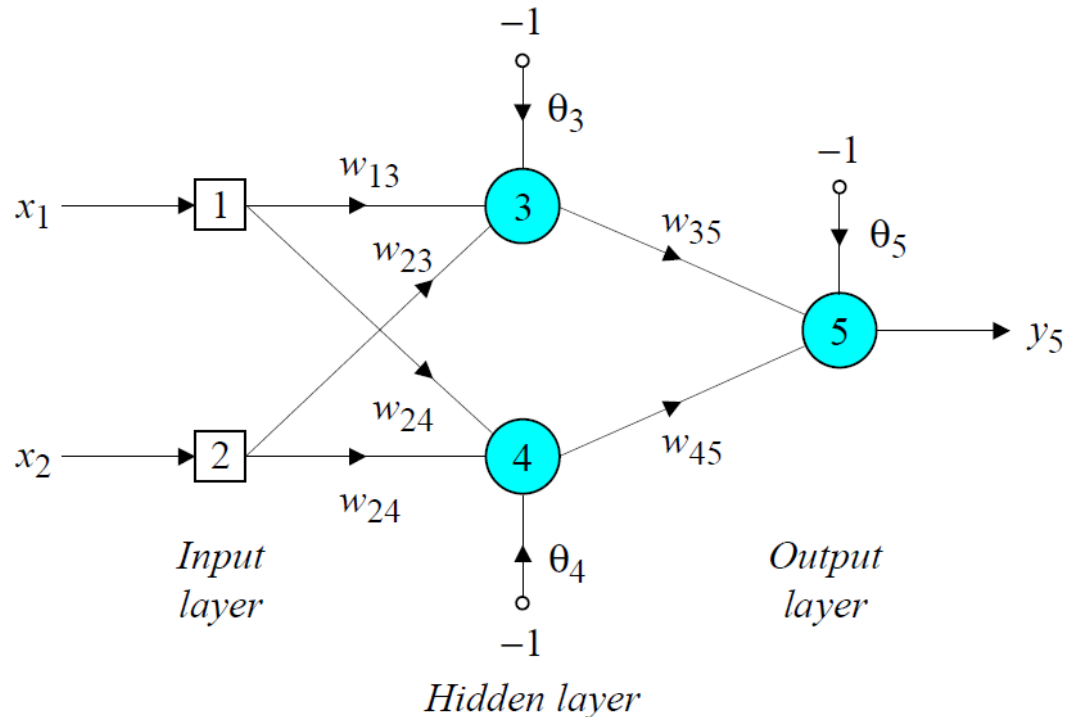 −1
θ3
−1
w13
x1
1
3
w35
θ5
w23
5
y5
w24
x2
2
4
w45
w24
Input
layer
θ4
Output
layer
−1
Hidden layer